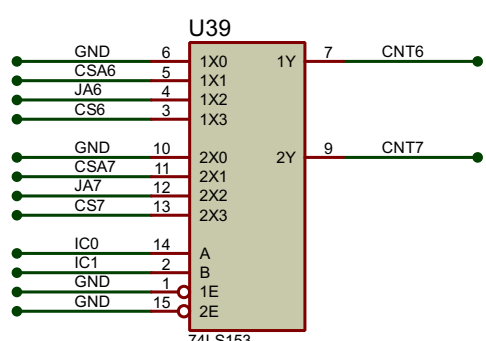 U39
GND 6 1X0 1Y 7 CNT6
CSA6 5 1X1
JA6 4 1X2
CS6 3 1X3
GND 10 2X0 2Y 9 CNT7
CSA7 11 2X1
JA7 12 2X2
CS7 13 2X3
IC0 14 A
IC1 2 B
GND 1 1E
GND 15 2E
74LS153